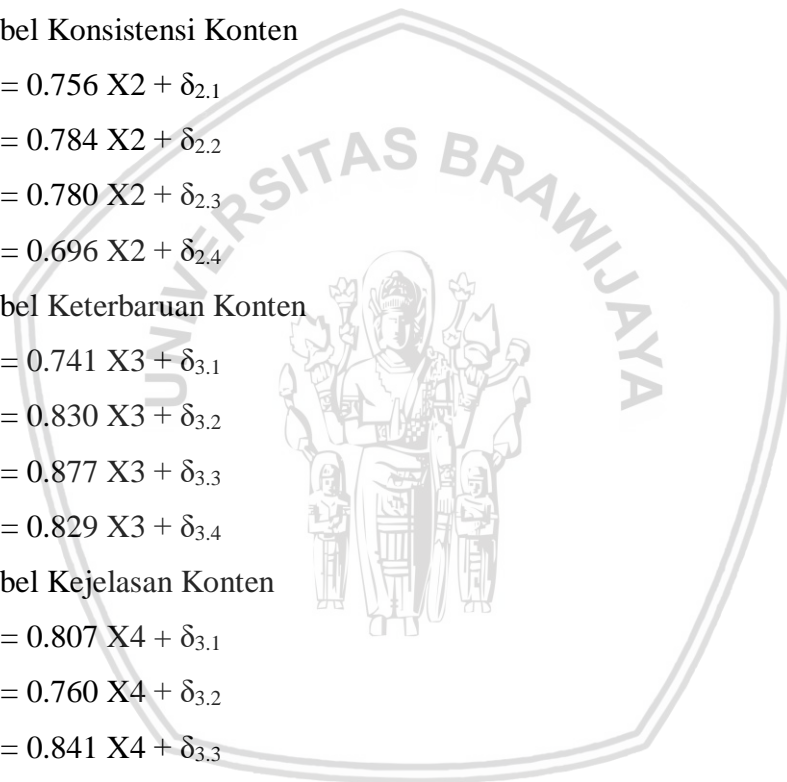 bel Konsistensi Konten
= 0.756 X2 + δ2.1
= 0.784 X2 + δ2.2
= 0.780 X2 + δ2.3
= 0.696 X2 + δ2.4
bel Keterbaruan Konten
= 0.741 X3 + δ3.1
= 0.830 X3 + δ3.2
= 0.877 X3 + δ3.3
= 0.829 X3 + δ3.4
bel Kejelasan Konten
= 0.807 X4 + δ3.1
= 0.760 X4 + δ3.2
= 0.841 X4 + δ3.3
UNIVERSITAS BRAWIJAYA